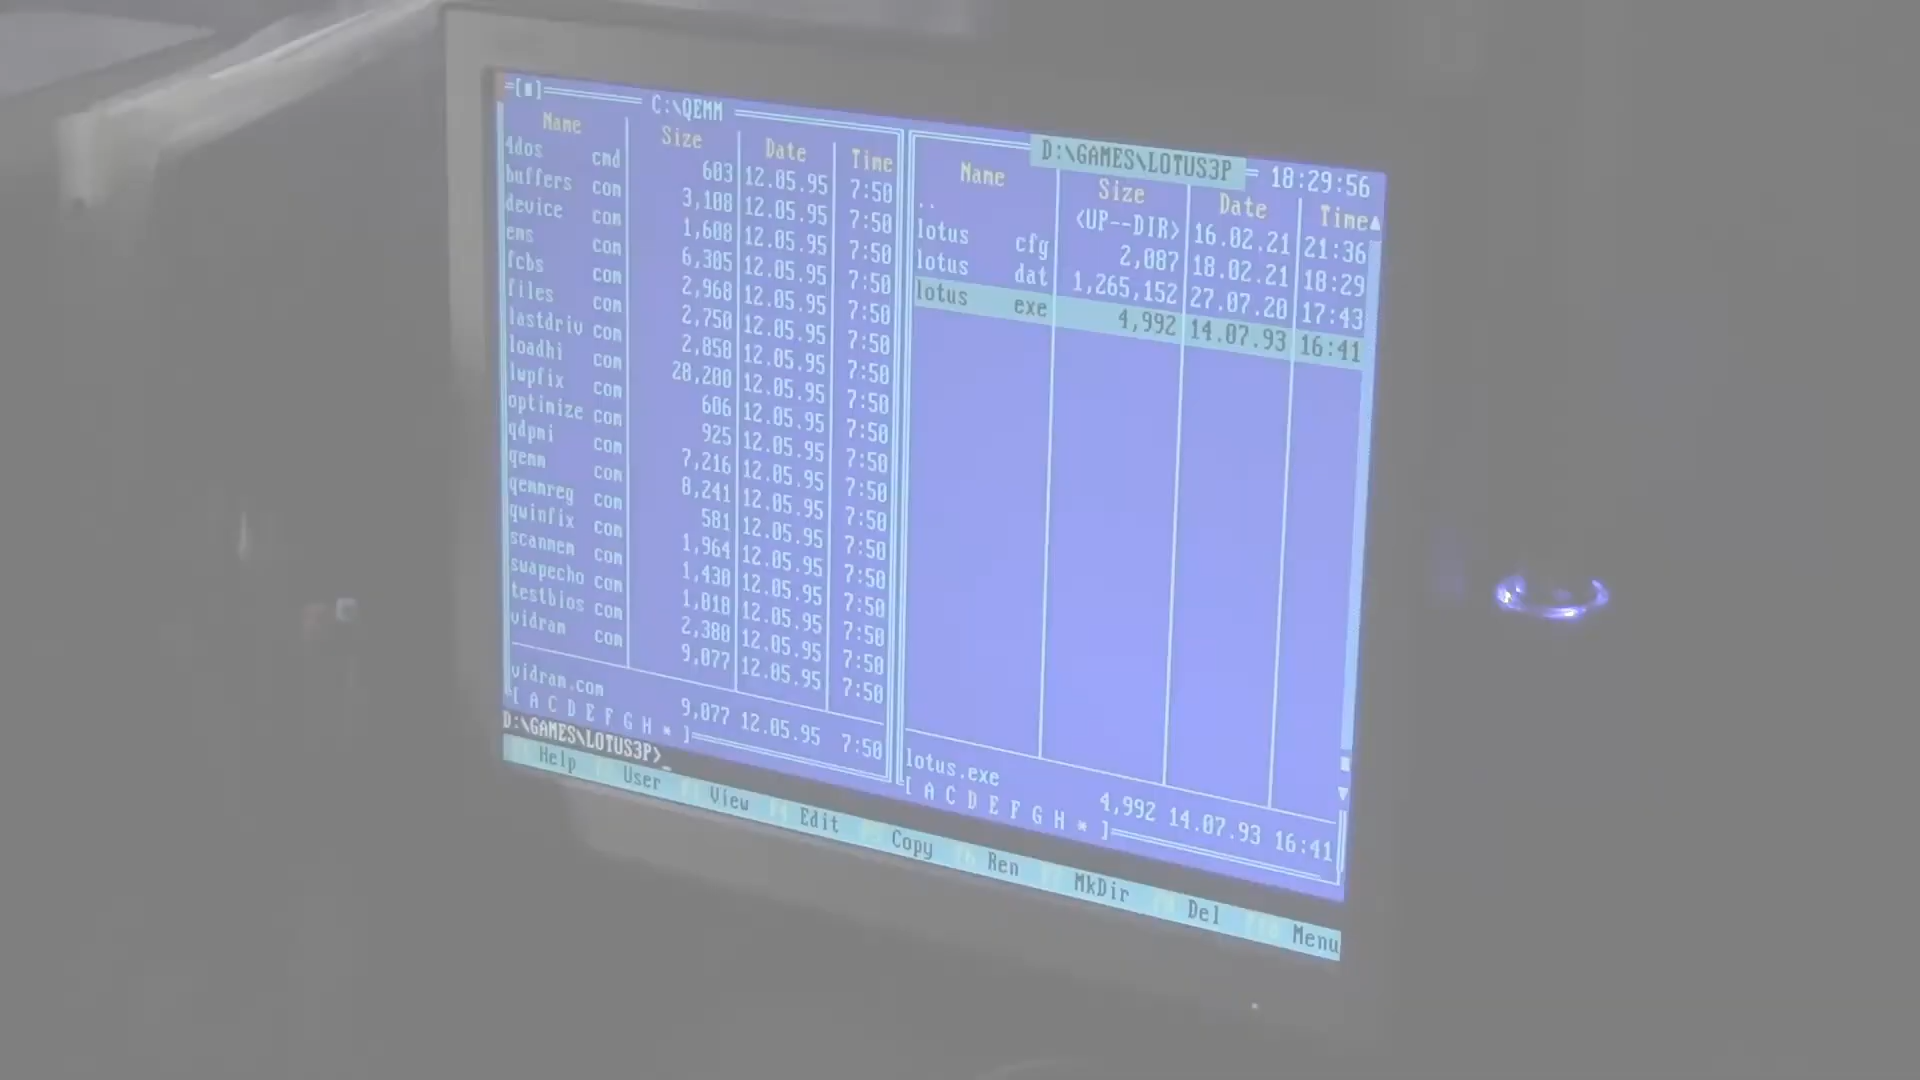 [■] C:\QEMM
Name Size Date Time
4dos cmd 603 12.05.95 7:50
buffers com 3,108 12.05.95 7:50
device com 1,608 12.05.95 7:50
ems com 6,305 12.05.95 7:50
fcbs com 2,968 12.05.95 7:50
files com 2,750 12.05.95 7:50
lastdriv com 2,858 12.05.95 7:50
loadhi com 28,200 12.05.95 7:50
lwpfix com 606 12.05.95 7:50
optimize com 925 12.05.95 7:50
qdpmi com 7,216 12.05.95 7:50
qemm com 8,241 12.05.95 7:50
qemmreg com 581 12.05.95 7:50
qwinfix com 1,964 12.05.95 7:50
scanmem com 1,430 12.05.95 7:50
swapecho com 1,818 12.05.95 7:50
testbios com 2,380 12.05.95 7:50
vidram com 9,077 12.05.95 7:50
vidram.com 9,077 12.05.95 7:50
[ A C D E F G H * ]
D:\GAMES\LOTUS3P 18:29:56
Name Size Date Time
.. <UP--DIR> 16.02.21 21:36
lotus cfg 2,087 18.02.21 18:29
lotus dat 1,265,152 27.07.20 17:43
lotus exe 4,992 14.07.93 16:41
lotus.exe 4,992 14.07.93 16:41
[ A C D E F G H * ]
D:\GAMES\LOTUS3P>_
Help User View Edit Copy Ren MkDir Del Menu